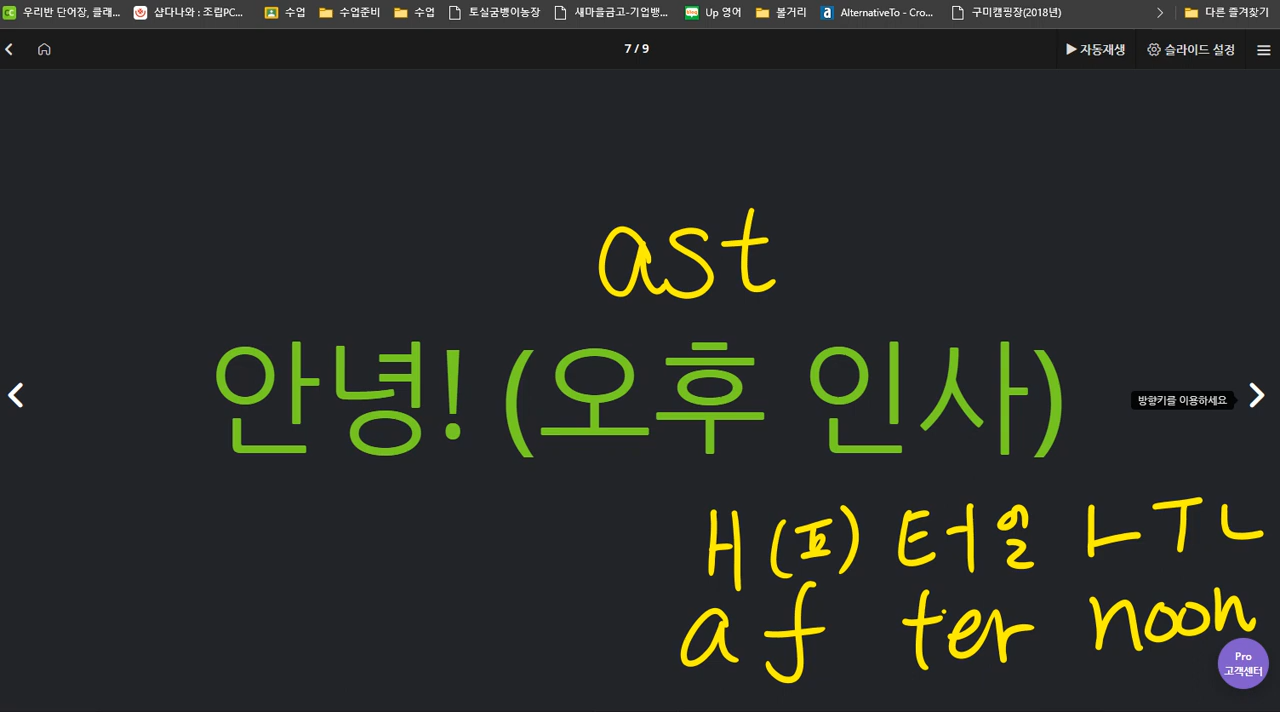 우리반 단어장, 클래... 샵다나와 : 조립PC... 수업 수업준비 수업 토실굼벵이농장 새마을금고-기업뱅... Up 영어 볼거리 AlternativeTo - Cro... 구미캠핑장(2018년) 다른 즐겨찾기
7 / 9 자동재생 슬라이드 설정
ast
안녕! (오후 인사)
방향키를 이용하세요
ㅐ(ㅍ) 터얼 ㄴㅜㄴ
af ter noon
Pro
고객센터